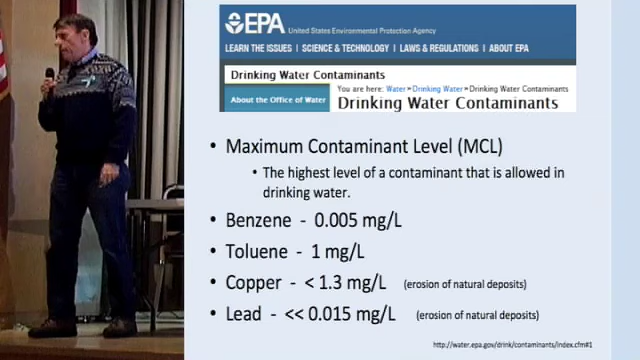 EPA United States Environmental Protection Agency
LEARN THE ISSUES | SCIENCE & TECHNOLOGY | LAWS & REGULATIONS | ABOUT EPA
Drinking Water Contaminants
About the Office of Water
You are here: Water » Drinking Water » Drinking Water Contaminants
Drinking Water Contaminants
• Maximum Contaminant Level (MCL)
• The highest level of a contaminant that is allowed in
drinking water.
• Benzene - 0.005 mg/L
• Toluene - 1 mg/L
• Copper - < 1.3 mg/L (erosion of natural deposits)
• Lead - << 0.015 mg/L (erosion of natural deposits)
http://water.epa.gov/drink/contaminants/index.cfm#1